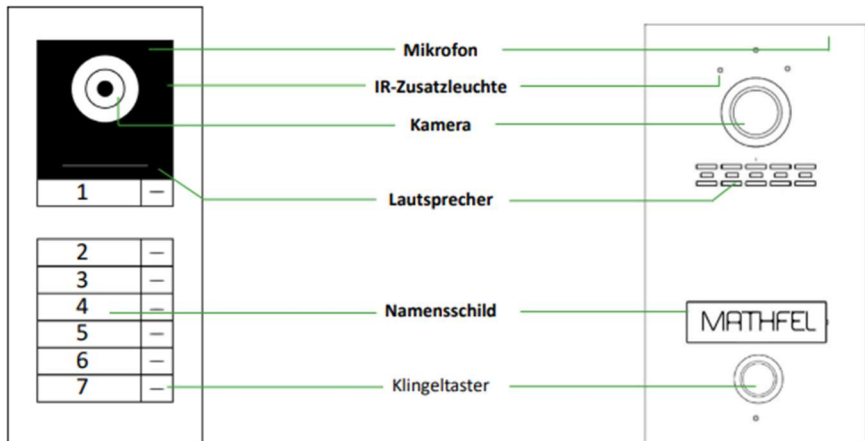 Mikrofon
IR-Zusatzleuchte
Kamera
1
Lautsprecher
2
3
4
Namensschild
MATHFEL
5
6
7
Klingeltaster